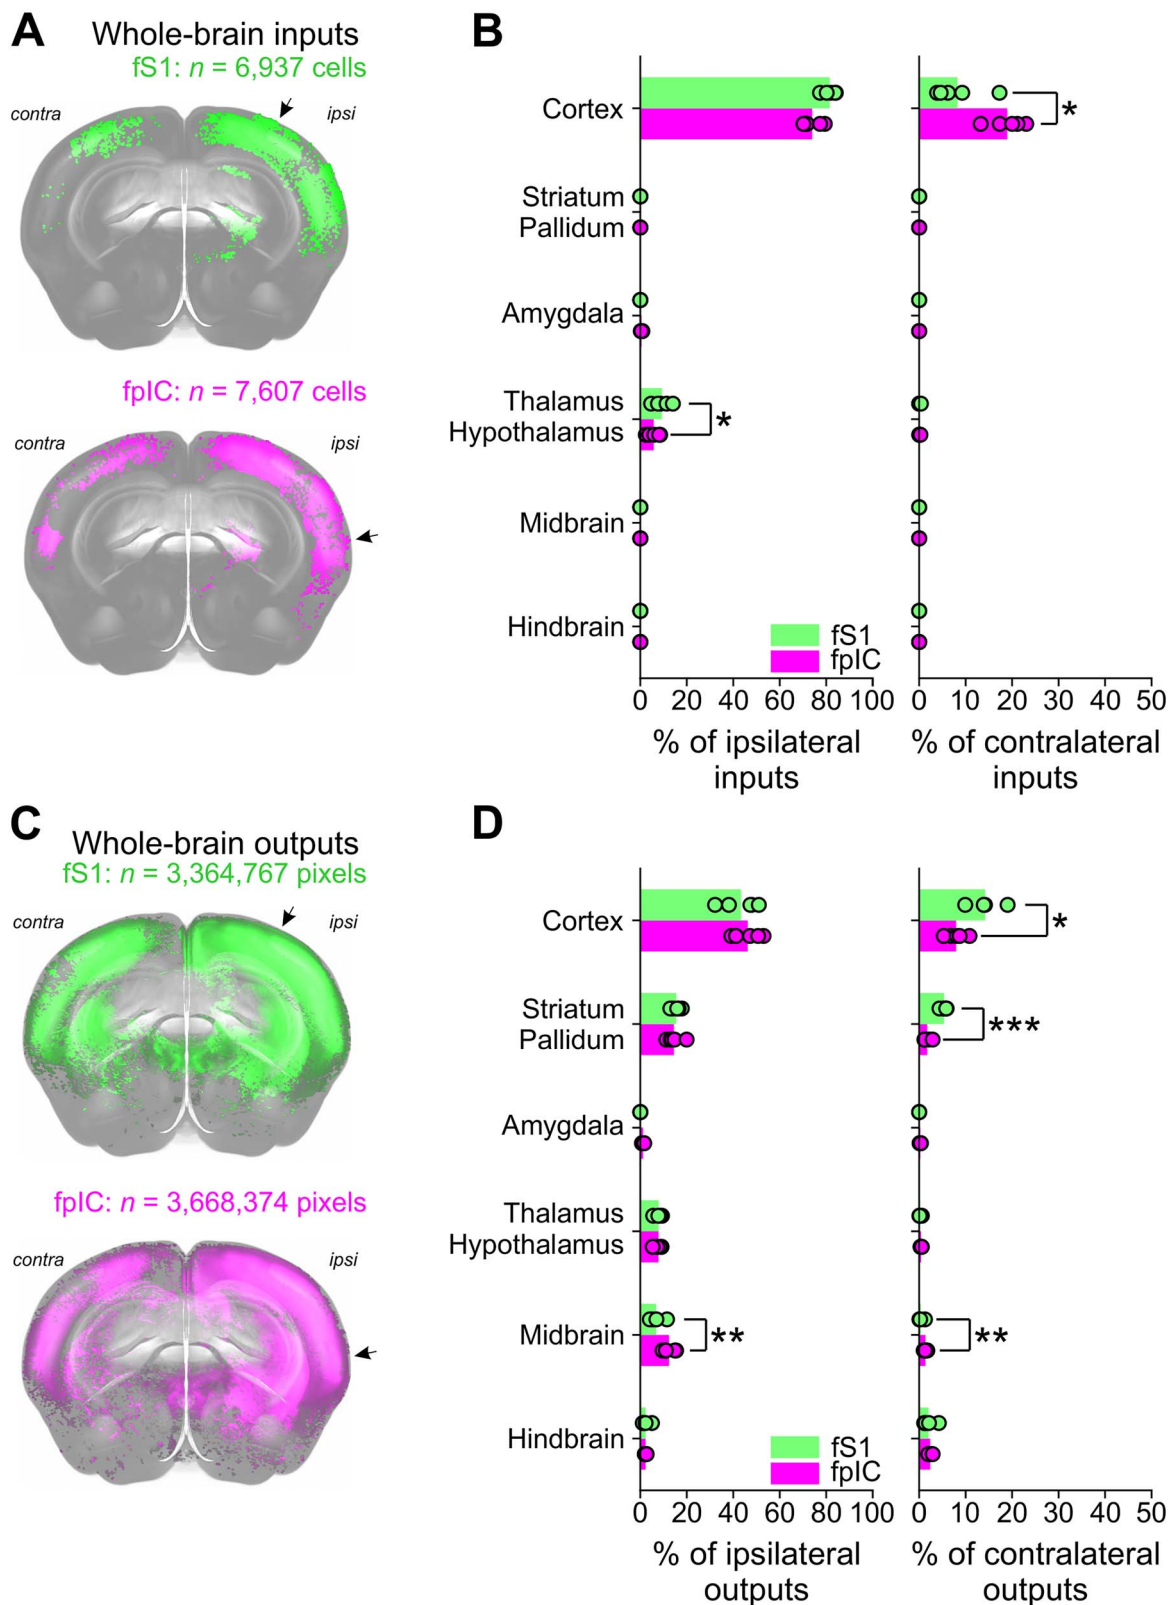 A
Whole-brain inputs
fS1: n = 6,937 cells
contra
ipsi
fpIC: n = 7,607 cells
contra
ipsi
B
Cortex
Striatum
Pallidum
Amygdala
Thalamus
Hypothalamus
Midbrain
Hindbrain
*
*
fS1
fpIC
0 20 40 60 80 100
% of ipsilateral
inputs
0 10 20 30 40 50
% of contralateral
inputs
C
Whole-brain outputs
fS1: n = 3,364,767 pixels
contra
ipsi
fpIC: n = 3,668,374 pixels
contra
ipsi
D
Cortex
Striatum
Pallidum
Amygdala
Thalamus
Hypothalamus
Midbrain
Hindbrain
**
*
***
**
fS1
fpIC
0 20 40 60 80 100
% of ipsilateral
outputs
0 10 20 30 40 50
% of contralateral
outputs